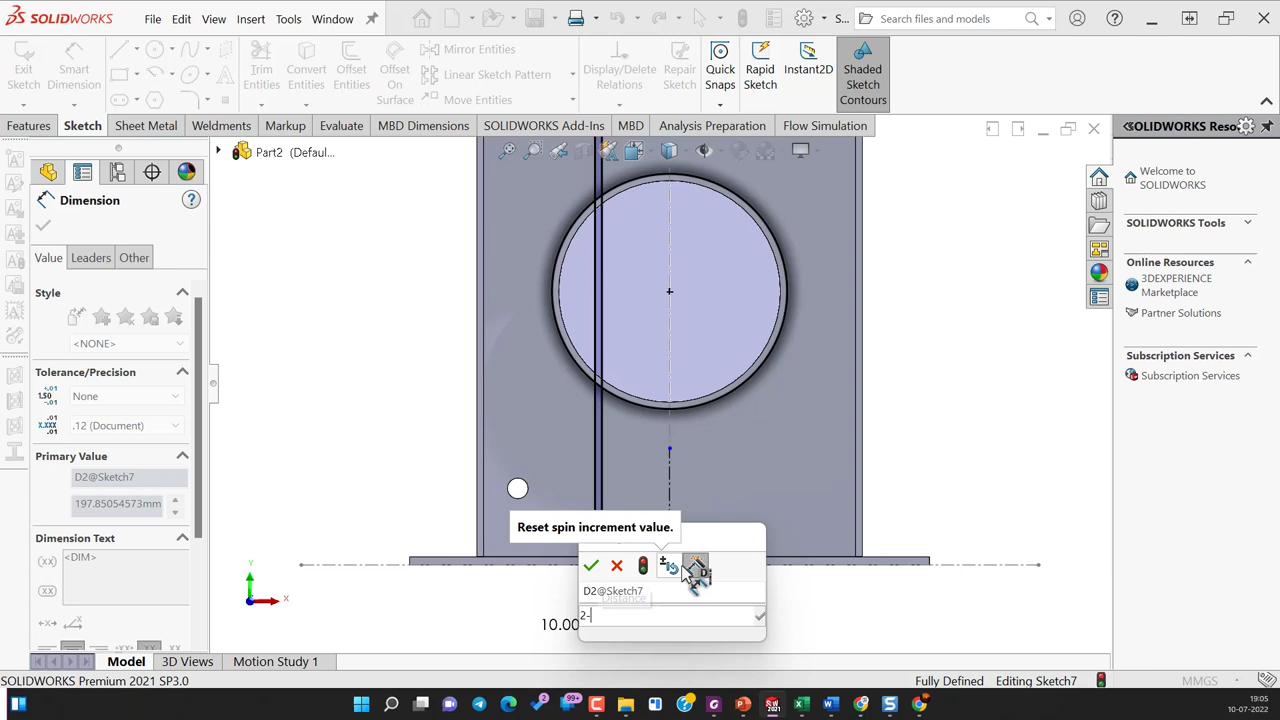 SOLIDWORKS File Edit View Insert Tools Window S... Search files and models
Exit Sketch
Smart Dimension
Trim Entities
Convert Entities
Offset Entities
Offset On Surface
Mirror Entities
Linear Sketch Pattern
Move Entities
Display/Delete Relations
Repair Sketch
Quick Snaps
Rapid Sketch
Instant2D
Shaded Sketch Contours
Features Sketch Sheet Metal Weldments Markup Evaluate MBD Dimensions SOLIDWORKS Add-Ins MBD Analysis Preparation Flow Simulation
SOLIDWORKS Reso
Part2 (Defaul...
Dimension
Value Leaders Other
Style
<NONE>
Tolerance/Precision
None
.12 (Document)
Primary Value
D2@Sketch7
197.85054573mm
Dimension Text
<DIM>
Reset spin increment value.
D2@Sketch7
Distance
2-
10.00
Y
X
Welcome to SOLIDWORKS
SOLIDWORKS Tools
Online Resources
3DEXPERIENCE Marketplace
Partner Solutions
Subscription Services
Subscription Services
Model 3D Views Motion Study 1
SOLIDWORKS Premium 2021 SP3.0 Fully Defined Editing Sketch7 MMGS
2 99+ 19:05
10-07-2022